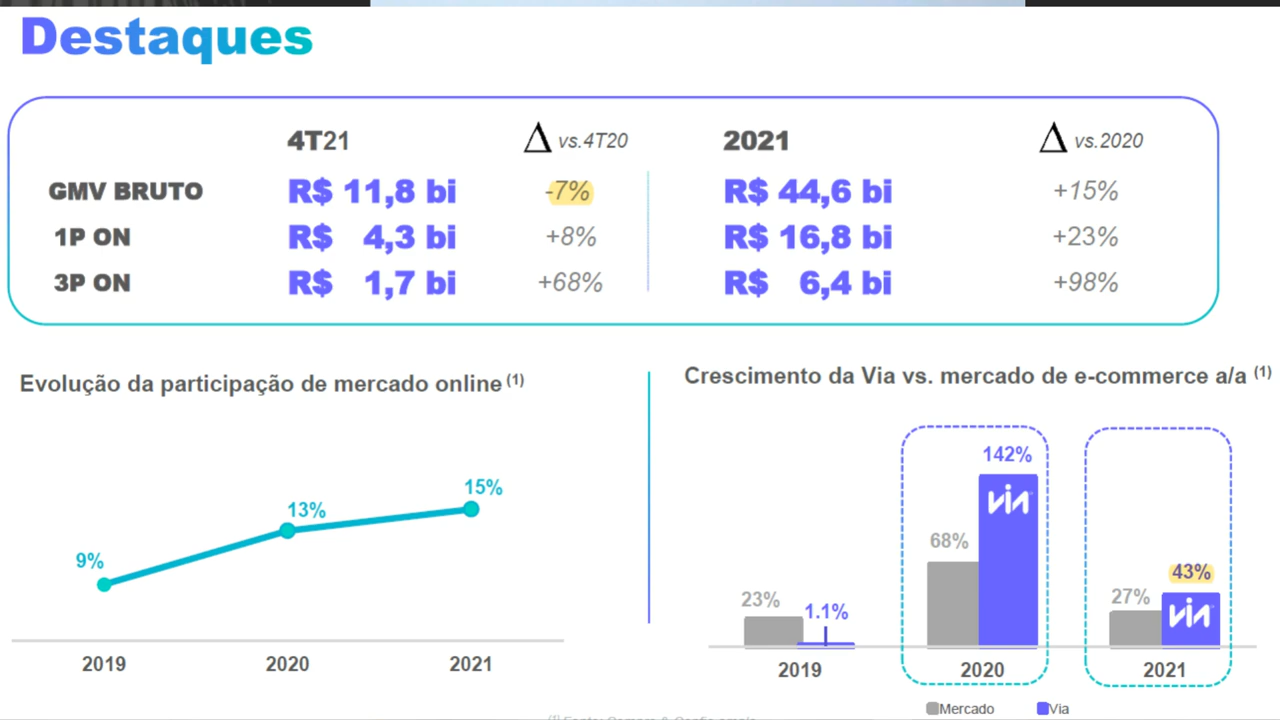 Destaques
4T21 Δ vs.4T20 2021 Δ vs.2020
GMV BRUTO R$ 11,8 bi -7% R$ 44,6 bi +15%
1P ON R$ 4,3 bi +8% R$ 16,8 bi +23%
3P ON R$ 1,7 bi +68% R$ 6,4 bi +98%
Evolução da participação de mercado online (1)
9%
13%
15%
2019 2020 2021
Crescimento da Via vs. mercado de e-commerce a/a (1)
23% 1.1%
68% 142%
via
27% 43%
via
2019 2020 2021
Mercado Via